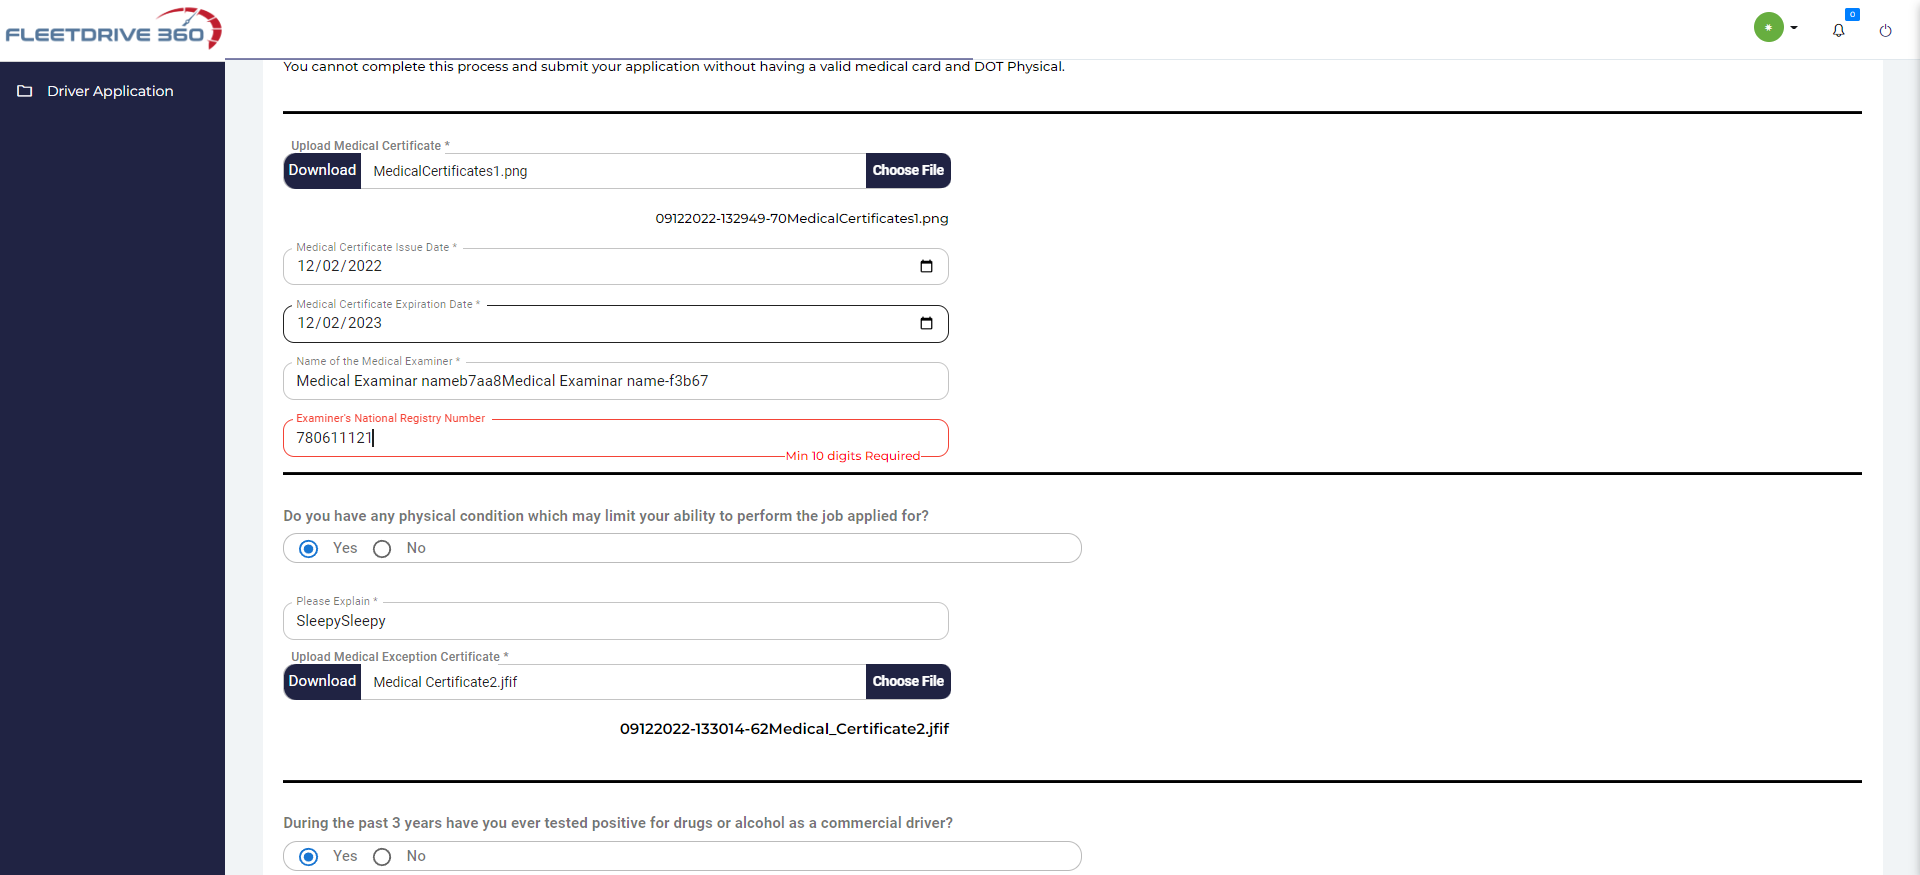 FLEETDRIVE 360
0
Driver Application
You cannot complete this process and submit your application without having a valid medical card and DOT Physical.
Upload Medical Certificate *
Download MedicalCertificates1.png Choose File
09122022-132949-70MedicalCertificates1.png
Medical Certificate Issue Date *
12/02/2022
Medical Certificate Expiration Date *
12/02/2023
Name of the Medical Examiner *
Medical Examinar nameb7aa8Medical Examinar name-f3b67
Examiner's National Registry Number
780611121
Min 10 digits Required
Do you have any physical condition which may limit your ability to perform the job applied for?
Yes No
Please Explain *
SleepySleepy
Upload Medical Exception Certificate *
Download Medical Certificate2.jfif Choose File
09122022-133014-62Medical_Certificate2.jfif
During the past 3 years have you ever tested positive for drugs or alcohol as a commercial driver?
Yes No